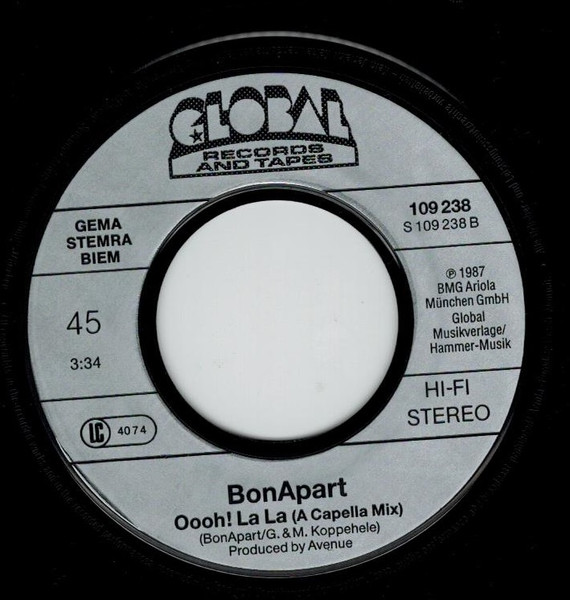 GLOBAL
RECORDS
AND TAPES
GEMA
STEMRA
BIEM
45
3:34
LC 4074
109 238
S 109 238 B
℗ 1987
BMG Ariola
München GmbH
Global
Musikverlage/
Hammer-Musik
HI-FI
STEREO
BonApart
Oooh! La La (A Capella Mix)
(BonApart/G. & M. Koppehele)
Produced by Avenue